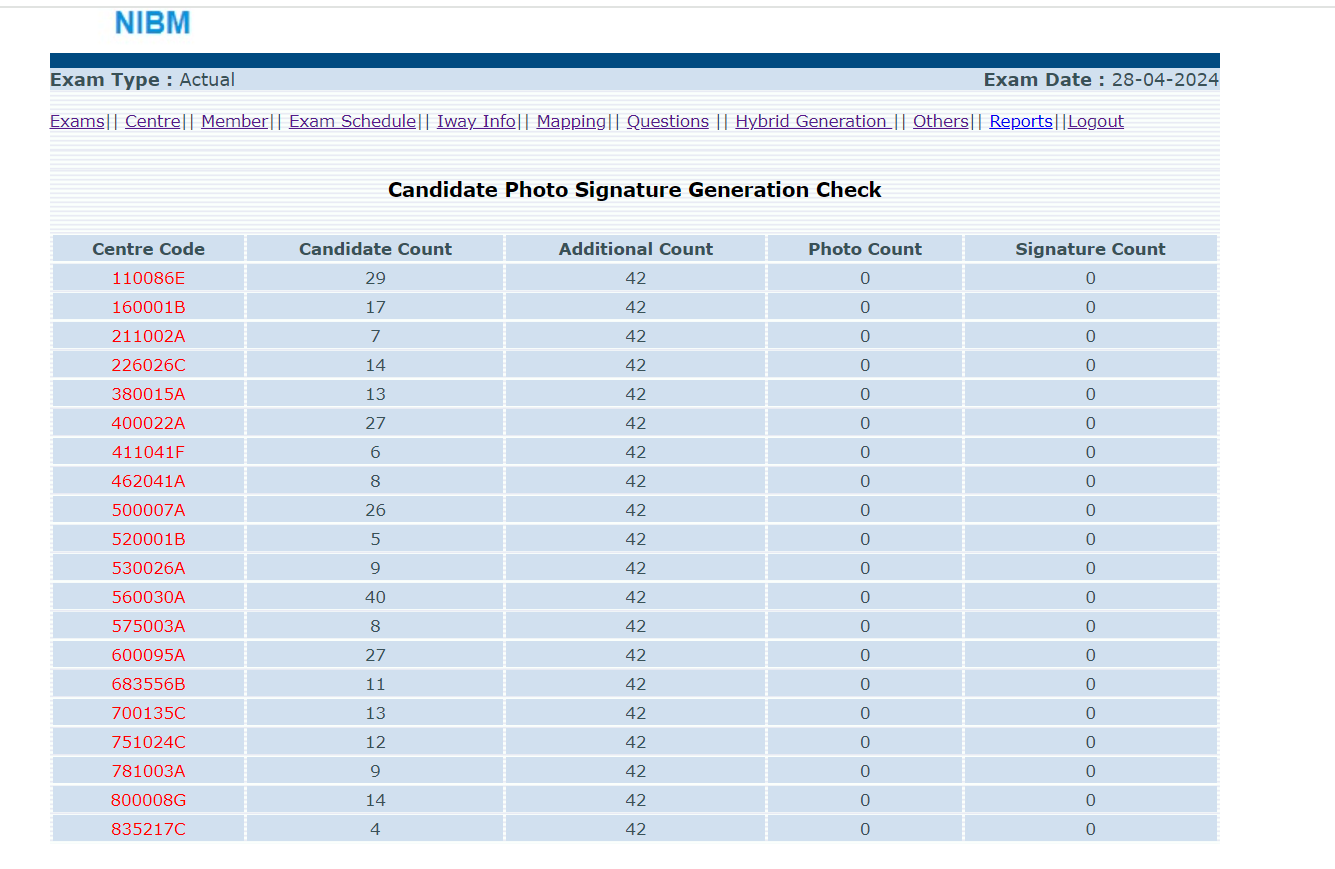 NIBM
Exam Type : Actual Exam Date : 28-04-2024
Exams|| Centre|| Member|| Exam Schedule|| Iway Info|| Mapping|| Questions || Hybrid Generation || Others|| Reports||Logout
Candidate Photo Signature Generation Check
Centre Code Candidate Count Additional Count Photo Count Signature Count
110086E 29 42 0 0
160001B 17 42 0 0
211002A 7 42 0 0
226026C 14 42 0 0
380015A 13 42 0 0
400022A 27 42 0 0
411041F 6 42 0 0
462041A 8 42 0 0
500007A 26 42 0 0
520001B 5 42 0 0
530026A 9 42 0 0
560030A 40 42 0 0
575003A 8 42 0 0
600095A 27 42 0 0
683556B 11 42 0 0
700135C 13 42 0 0
751024C 12 42 0 0
781003A 9 42 0 0
800008G 14 42 0 0
835217C 4 42 0 0